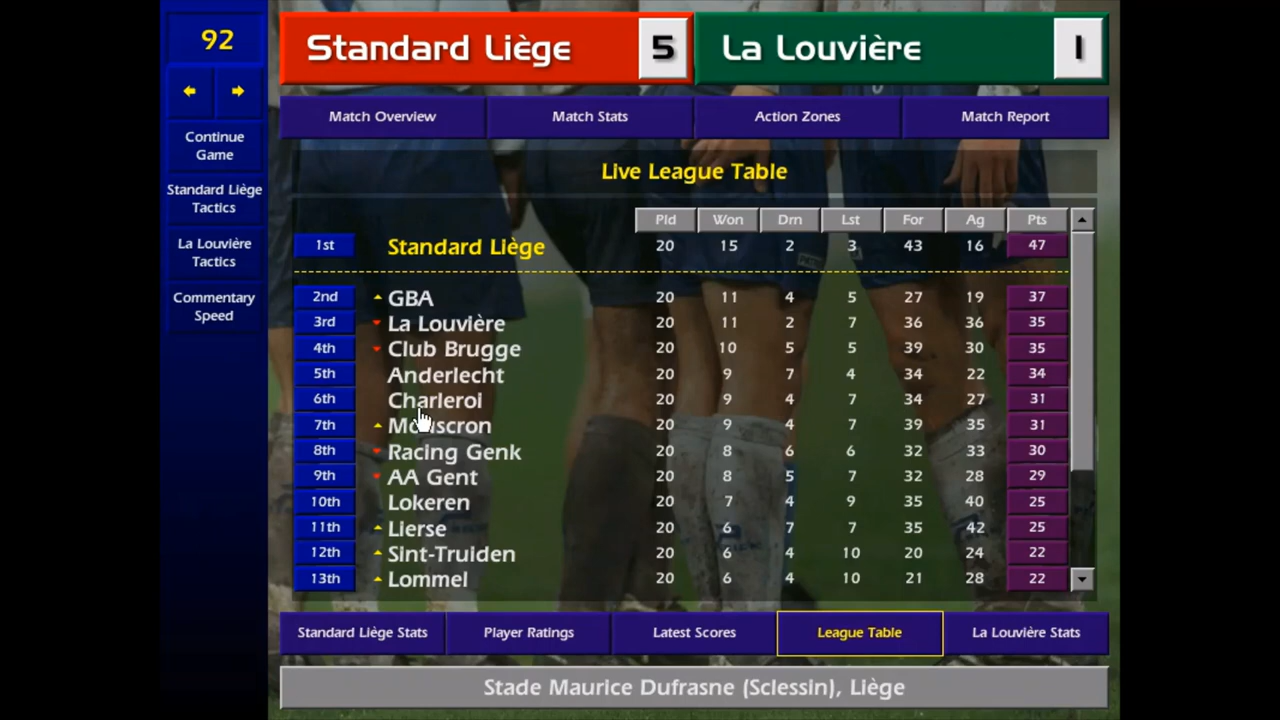 92
Standard Liège 5 La Louvière 1
Continue
Game
Standard Liège
Tactics
La Louvière
Tactics
Commentary
Speed
Match Overview Match Stats Action Zones Match Report
Live League Table
Pld Won Drn Lst For Ag Pts
1st Standard Liège 20 15 2 3 43 16 47
2nd GBA 20 11 4 5 27 19 37
3rd La Louvière 20 11 2 7 36 36 35
4th Club Brugge 20 10 5 5 39 30 35
5th Anderlecht 20 9 7 4 34 22 34
6th Charleroi 20 9 4 7 34 27 31
7th Mouscron 20 9 4 7 39 35 31
8th Racing Genk 20 8 6 6 32 33 30
9th AA Gent 20 8 5 7 32 28 29
10th Lokeren 20 7 4 9 35 40 25
11th Lierse 20 6 7 7 35 42 25
12th Sint-Truiden 20 6 4 10 20 24 22
13th Lommel 20 6 4 10 21 28 22
Standard Liège Stats Player Ratings Latest Scores League Table La Louvière Stats
Stade Maurice Dufrasne (Sclessin), Liège